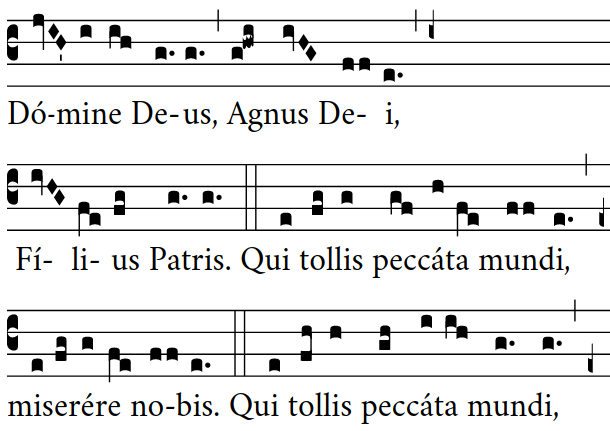 Dó-mine De-us, Agnus De- i,
Fí- li- us Patris. Qui tollis peccáta mundi,
miserére no-bis. Qui tollis peccáta mundi,